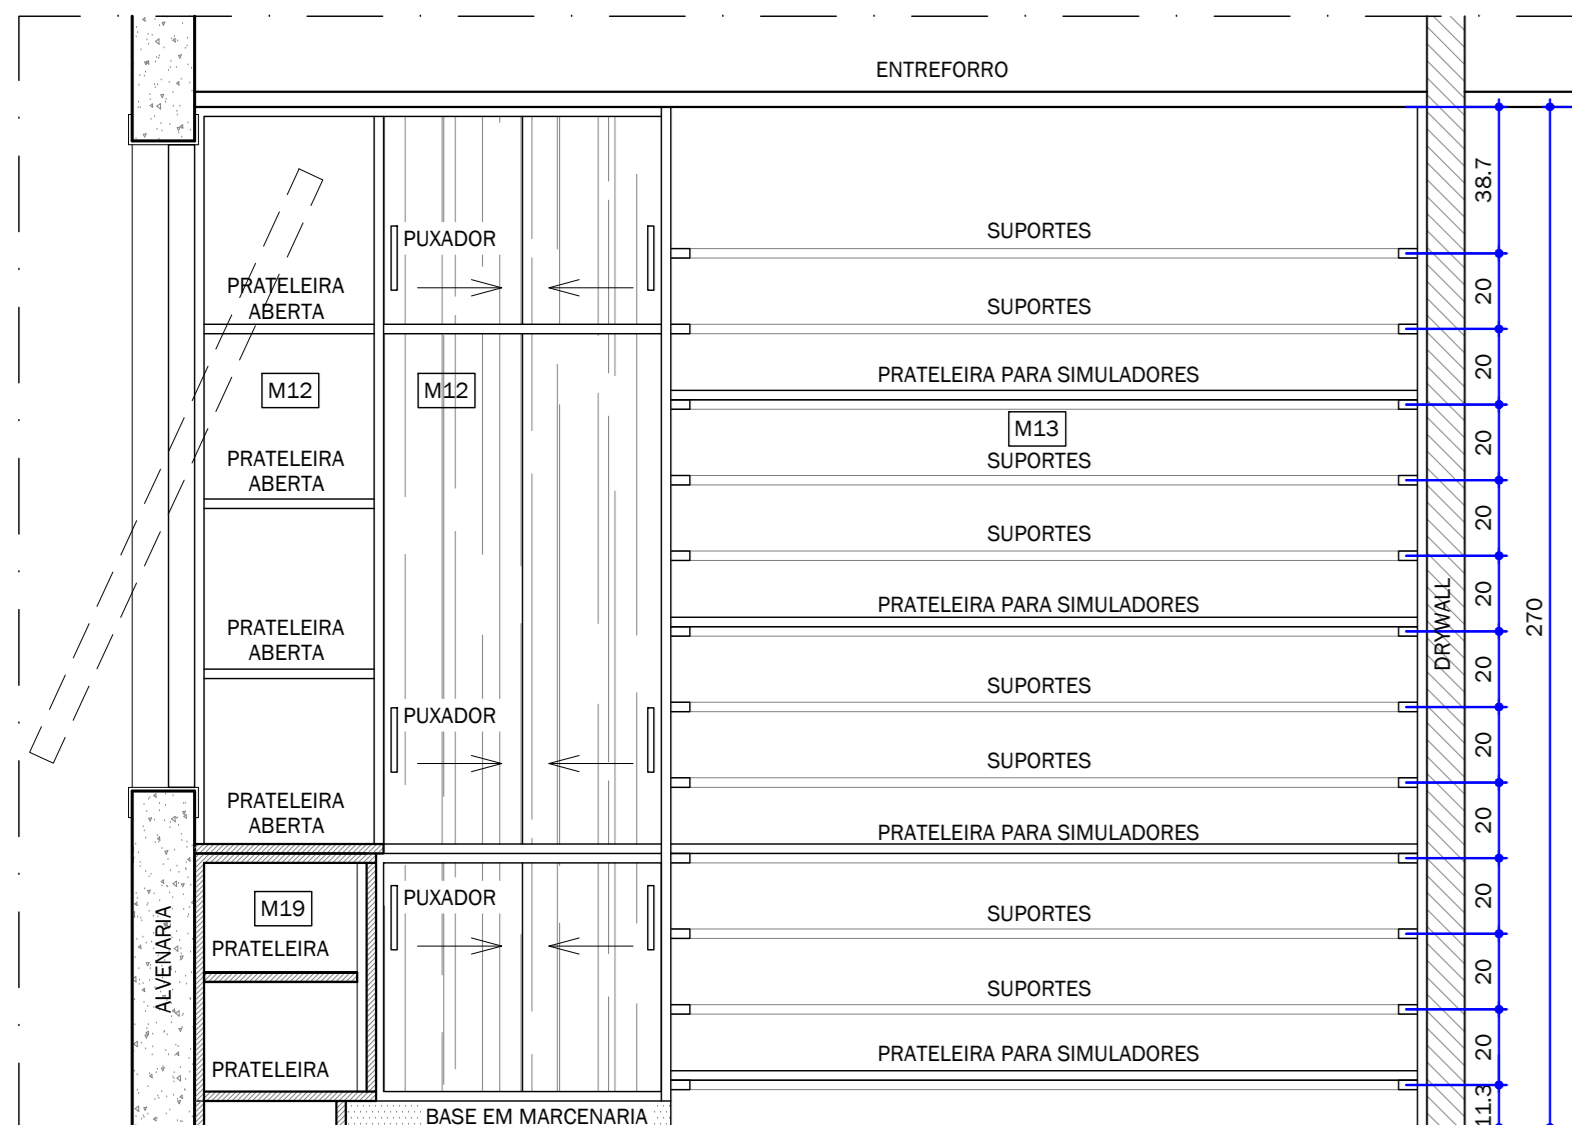 ENTREFORRO
38.7
SUPORTES
PUXADOR
PRATELEIRA
ABERTA
20
SUPORTES
20
PRATELEIRA PARA SIMULADORES
M12
M12
M13
20
PRATELEIRA
ABERTA
SUPORTES
20
SUPORTES
20
PRATELEIRA PARA SIMULADORES
270
DRYWALL
PRATELEIRA
ABERTA
20
SUPORTES
PUXADOR
20
SUPORTES
PRATELEIRA
ABERTA
20
PRATELEIRA PARA SIMULADORES
PUXADOR
20
M19
SUPORTES
ALVENARIA
PRATELEIRA
20
SUPORTES
20
PRATELEIRA PARA SIMULADORES
PRATELEIRA
11.3
BASE EM MARCENARIA